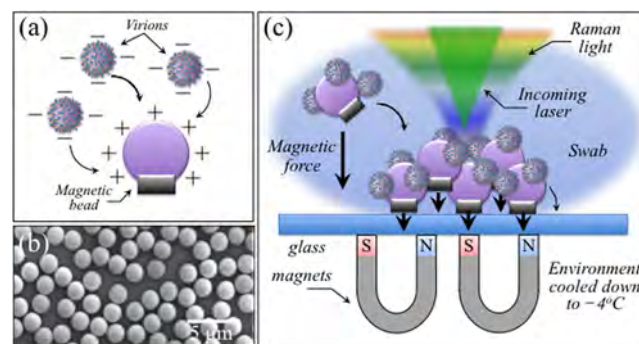 (a)
Virions
Magnetic
bead
(b)
5 μm
(c)
Raman
light
Incoming
laser
Magnetic
force
Swab
glass
S
N
S
N
magnets
Environment
cooled down
to − 4°C